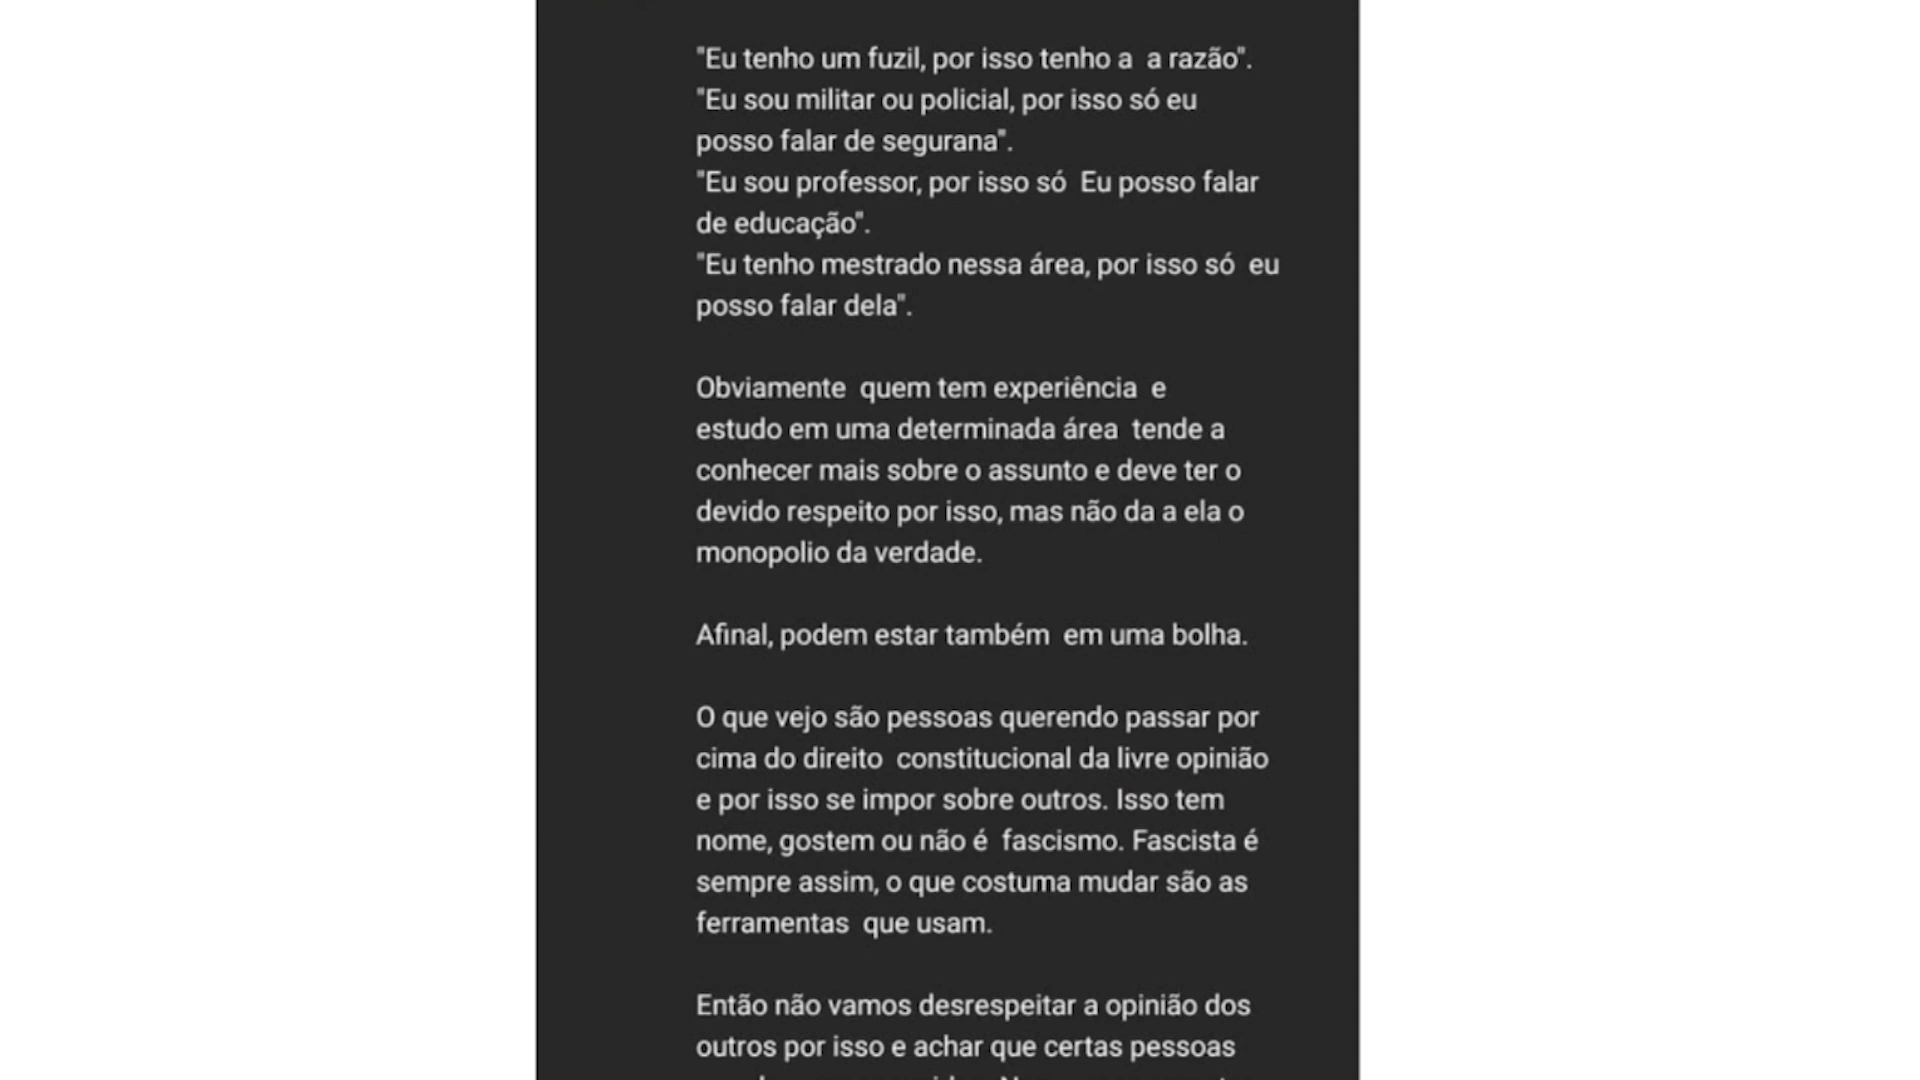 "Eu tenho um fuzil, por isso tenho a  a razão".
"Eu sou militar ou policial, por isso só eu
posso falar de segurana".
"Eu sou professor, por isso só  Eu posso falar
de educação".
"Eu tenho mestrado nessa área, por isso só  eu
posso falar dela".
Obviamente  quem tem experiência  e
estudo em uma determinada área  tende a
conhecer mais sobre o assunto e deve ter o
devido respeito por isso, mas não da a ela o
monopolio da verdade.
Afinal, podem estar também  em uma bolha.
O que vejo são pessoas querendo passar por
cima do direito  constitucional da livre opinião
e por isso se impor sobre outros. Isso tem
nome, gostem ou não é  fascismo. Fascista é
sempre assim, o que costuma mudar são as
ferramentas  que usam.
Então não vamos desrespeitar a opinião dos
outros por isso e achar que certas pessoas